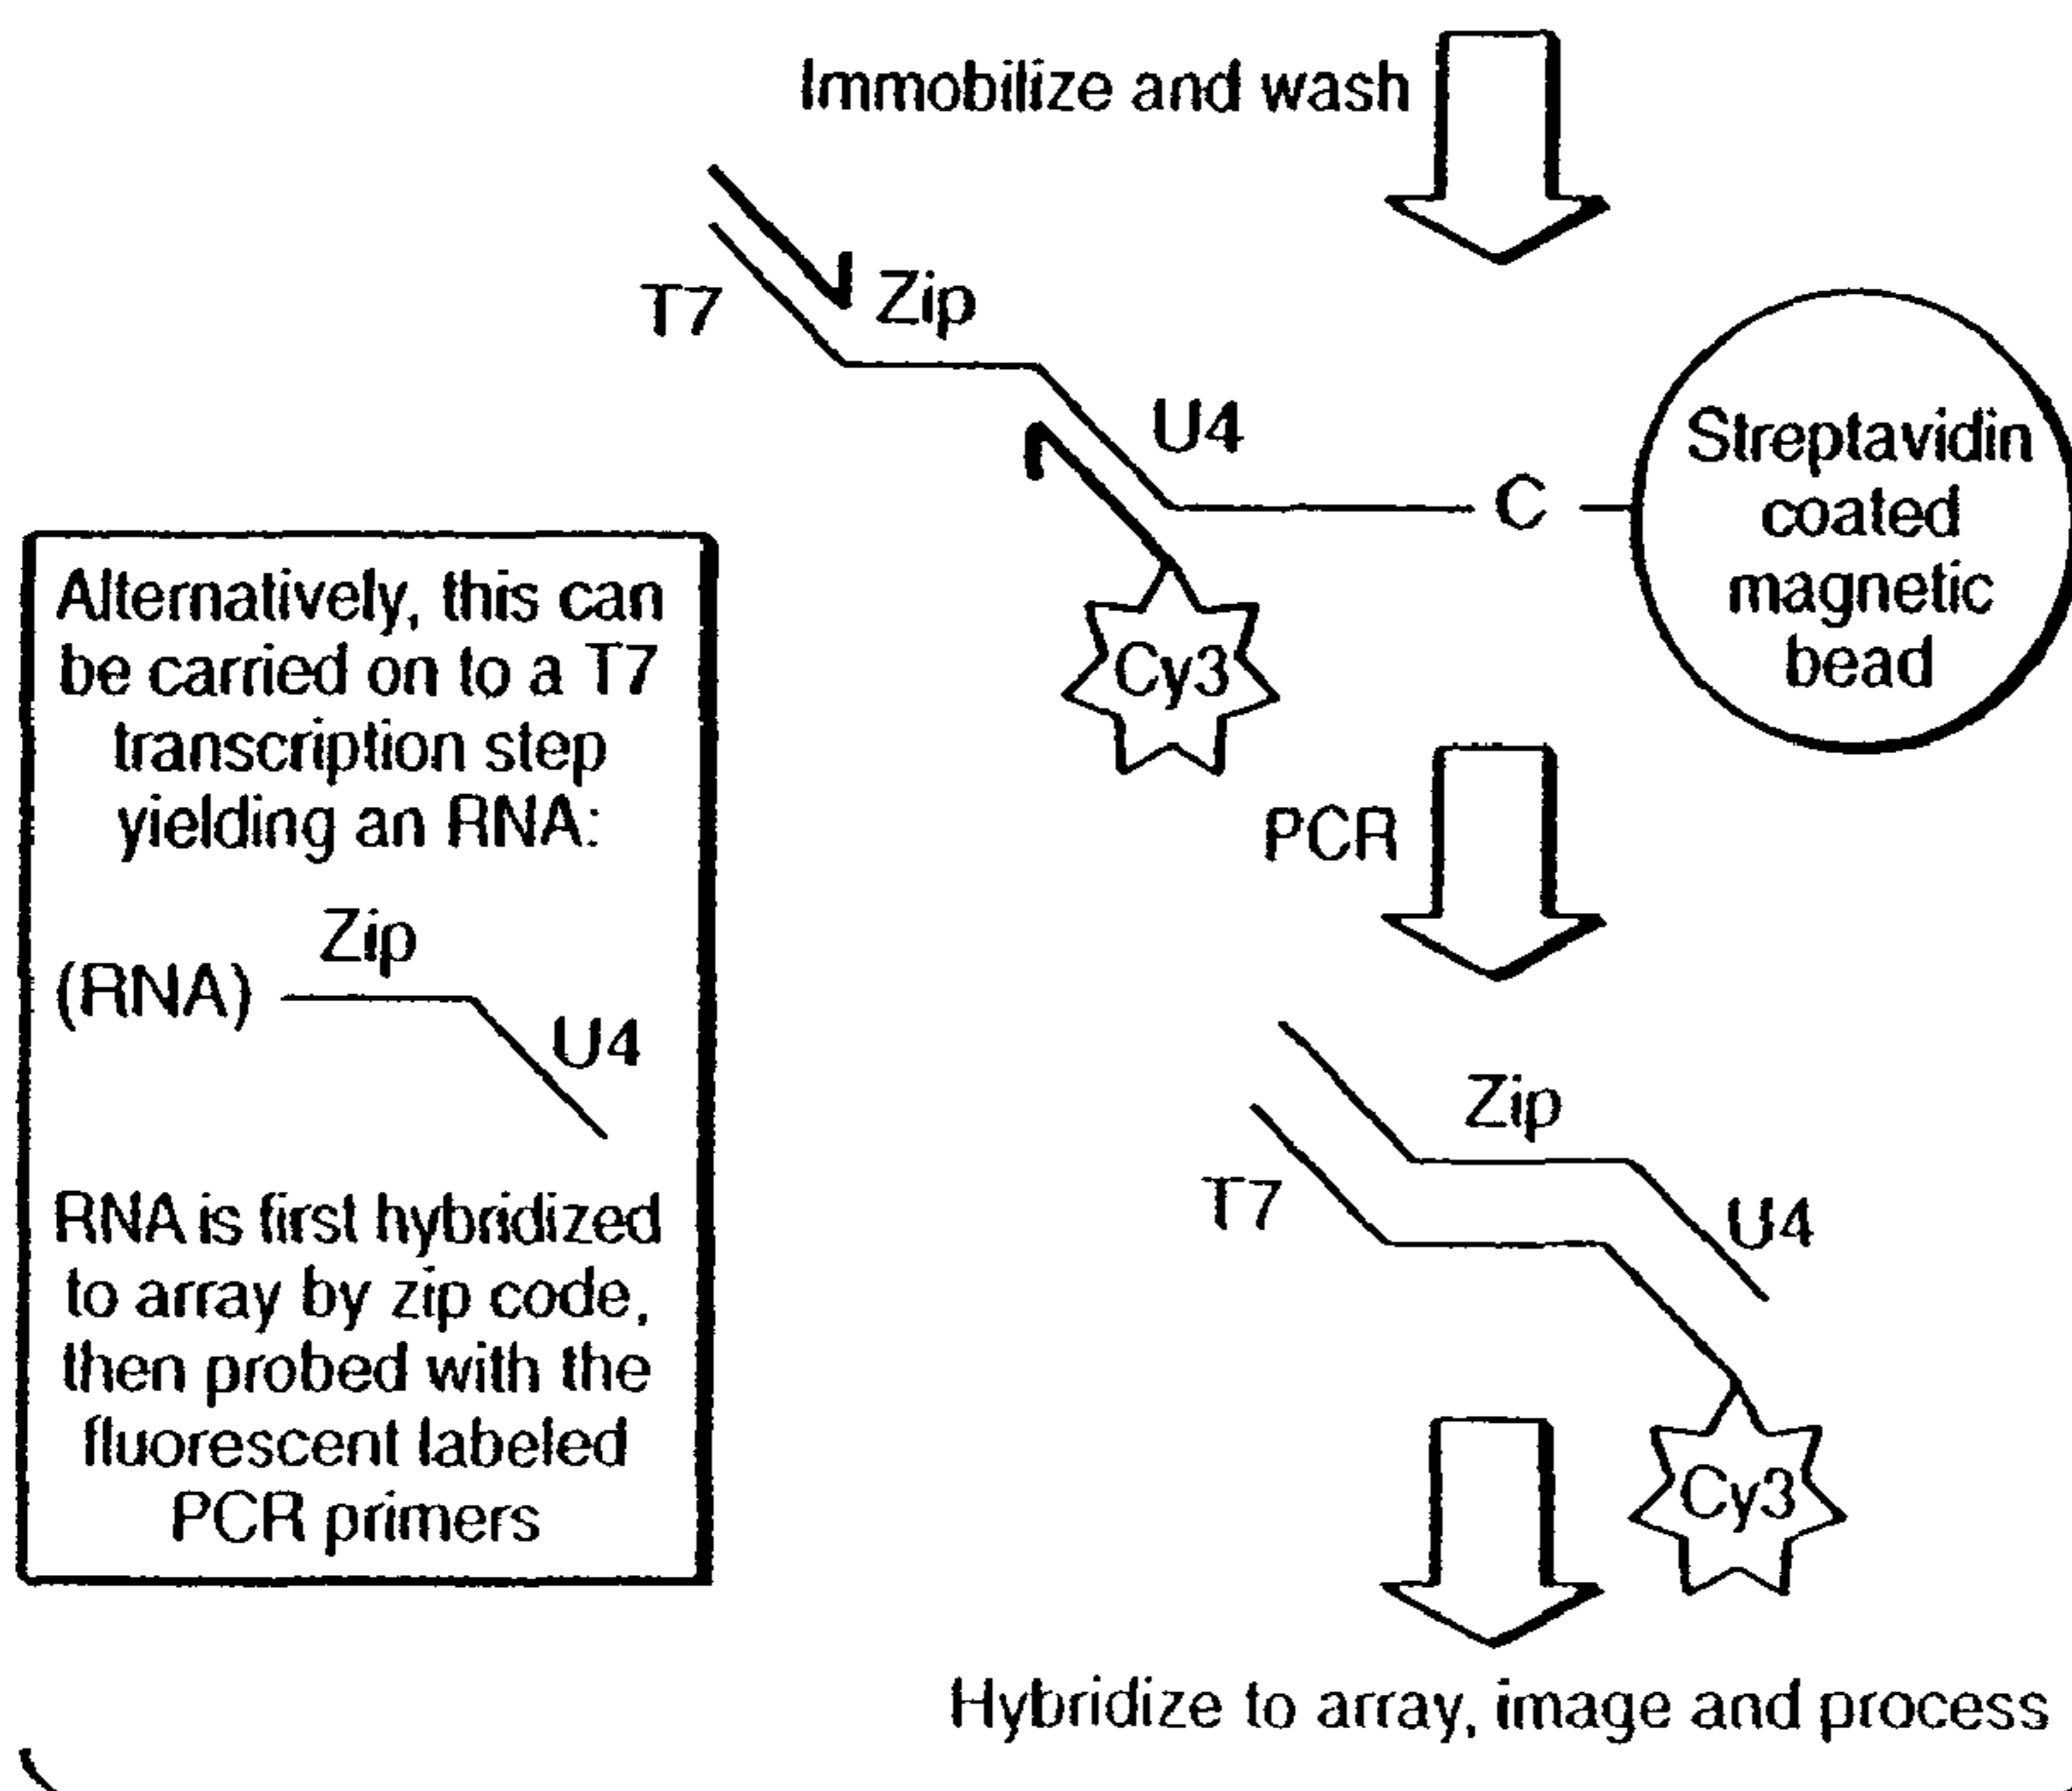 Immobilize and wash
T7
Zip
U4
C
Streptavidin
coated
magnetic
bead
Cy3
PCR
Alternatively, this can
be carried on to a T7
transcription step
yielding an RNA:
Zip
(RNA)
U4
RNA is first hybridized
to array by zip code,
then probed with the
fluorescent labeled
PCR primers
Zip
T7
U4
Cy3
Hybridize to array, image and process